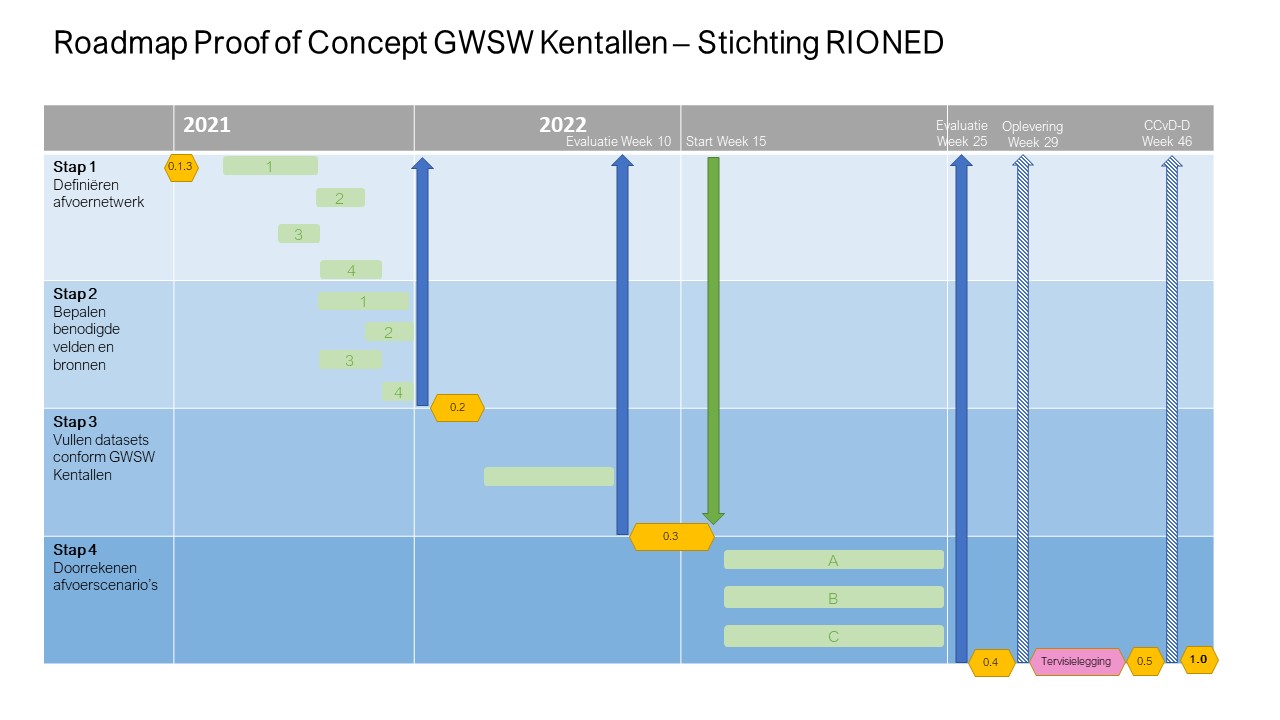 Roadmap Proof of Concept GWSW Kentallen – Stichting RIONED
2021
2022
Evaluatie Week 10
Start Week 15
Evaluatie
Week 25
Oplevering
Week 29
CCvD-D
Week 46
Stap 1
Definiëren
afvoernetwerk
0.1.3
1
2
3
4
Stap 2
Bepalen
benodigde
velden en
bronnen
1
2
3
4
0.2
Stap 3
Vullen datasets
conform GWSW
Kentallen
0.3
Stap 4
Doorrekenen
afvoerscenario's
A
B
C
0.4
Tervisielegging
0.5
1.0